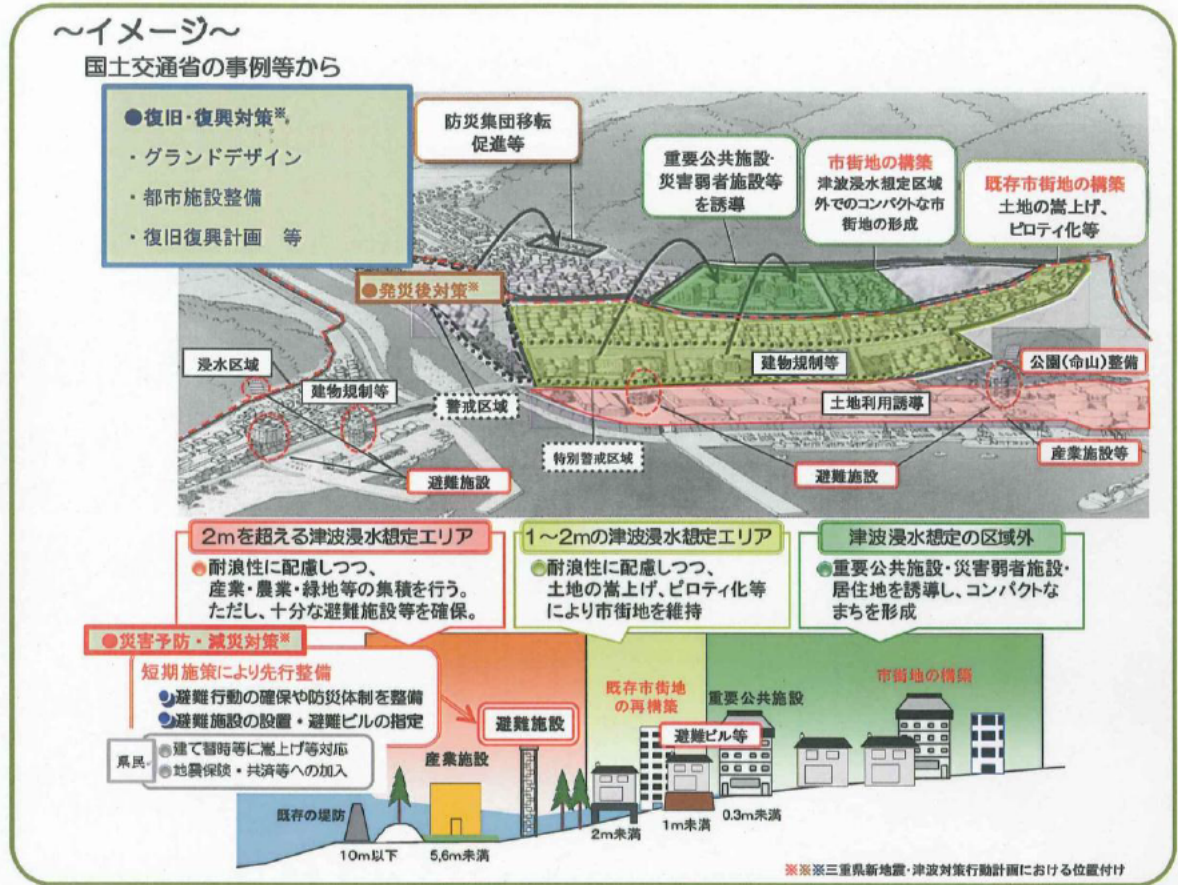 ～イメージ～
国土交通省の事例等から
●復旧・復興対策※
・グランドデザイン
・都市施設整備
・復旧復興計画　等
防災集団移転
促進等
重要公共施設・
災害弱者施設等
を誘導
市街地の構築
津波浸水想定区域
外でのコンパクトな市
街地の形成
既存市街地の構築
土地の嵩上げ、
ピロティ化等
●発災後対策※
浸水区域
建物規制等
警戒区域
建物規制等
公園(命山)整備
土地利用誘導
特別警戒区域
避難施設
避難施設
産業施設等
2mを超える津波浸水想定エリア
耐浪性に配慮しつつ、
産業・農業・緑地等の集積を行う。
ただし、十分な避難施設等を確保。
1～2mの津波浸水想定エリア
耐浪性に配慮しつつ、
土地の嵩上げ、ピロティ化等
により市街地を維持
津波浸水想定の区域外
重要公共施設・災害弱者施設・
居住地を誘導し、コンパクトな
まちを形成
●災害予防・減災対策※
短期施策により先行整備
避難行動の確保や防災体制を整備
避難施設の設置・避難ビルの指定
県民
建て替時等に嵩上げ等対応
地震保険・共済等への加入
避難施設
産業施設
既存市街地
の再構築
重要公共施設
市街地の構築
避難ビル等
既存の堤防
10m以下
5,6m未満
2m未満
1m未満
0.3m未満
※※※三重県新地震・津波対策行動計画における位置付け